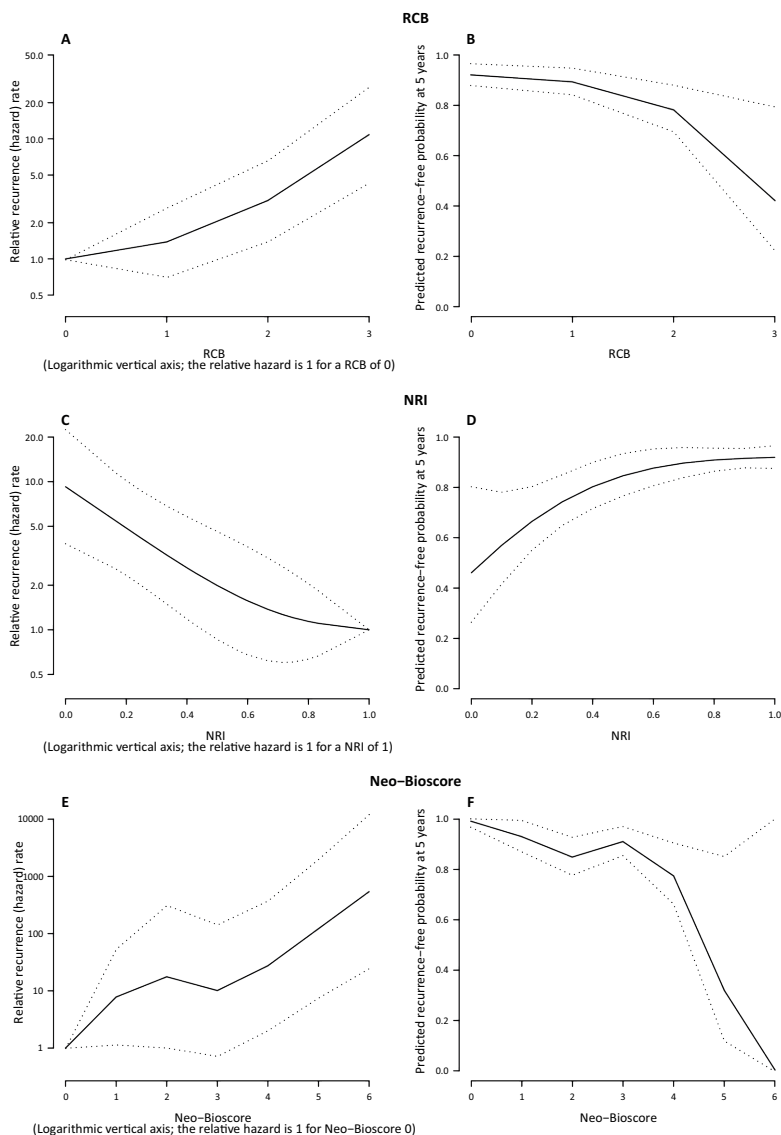 RCB
A
Relative recurrence (hazard) rate
50.0
20.0
10.0
5.0
2.0
1.0
0.5
0 1 2 3
RCB
(Logarithmic vertical axis; the relative hazard is 1 for a RCB of 0)
B
Predicted recurrence−free probability at 5 years
1.0
0.8
0.6
0.4
0.2
0.0
0 1 2 3
RCB
NRI
C
Relative recurrence (hazard) rate
20.0
10.0
5.0
2.0
1.0
0.5
0.0 0.2 0.4 0.6 0.8 1.0
NRI
(Logarithmic vertical axis; the relative hazard is 1 for a NRI of 1)
D
Predicted recurrence−free probability at 5 years
1.0
0.8
0.6
0.4
0.2
0.0
0.0 0.2 0.4 0.6 0.8 1.0
NRI
Neo−Bioscore
E
Relative recurrence (hazard) rate
10000
1000
100
10
1
0 1 2 3 4 5 6
Neo−Bioscore
(Logarithmic vertical axis; the relative hazard is 1 for Neo−Bioscore 0)
F
Predicted recurrence−free probability at 5 years
1.0
0.8
0.6
0.4
0.2
0.0
0 1 2 3 4 5 6
Neo−Bioscore